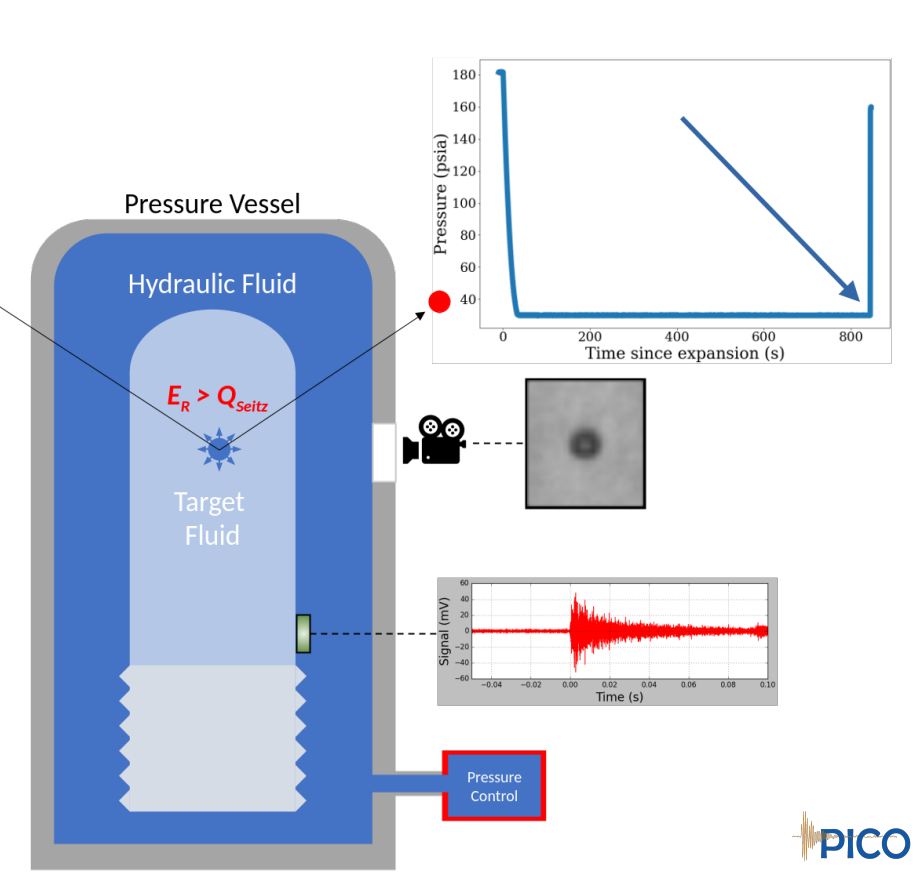 Pressure Vessel
Hydraulic Fluid
E_R > Q_Seitz
Target
Fluid
Pressure (psia)
180
160
140
120
100
80
60
40
0 200 400 600 800
Time since expansion (s)
Signal (mV)
60
40
20
0
−20
−40
−60
−0.04 −0.02 0.00 0.02 0.04 0.06 0.08 0.10
Time (s)
Pressure
Control
PICO